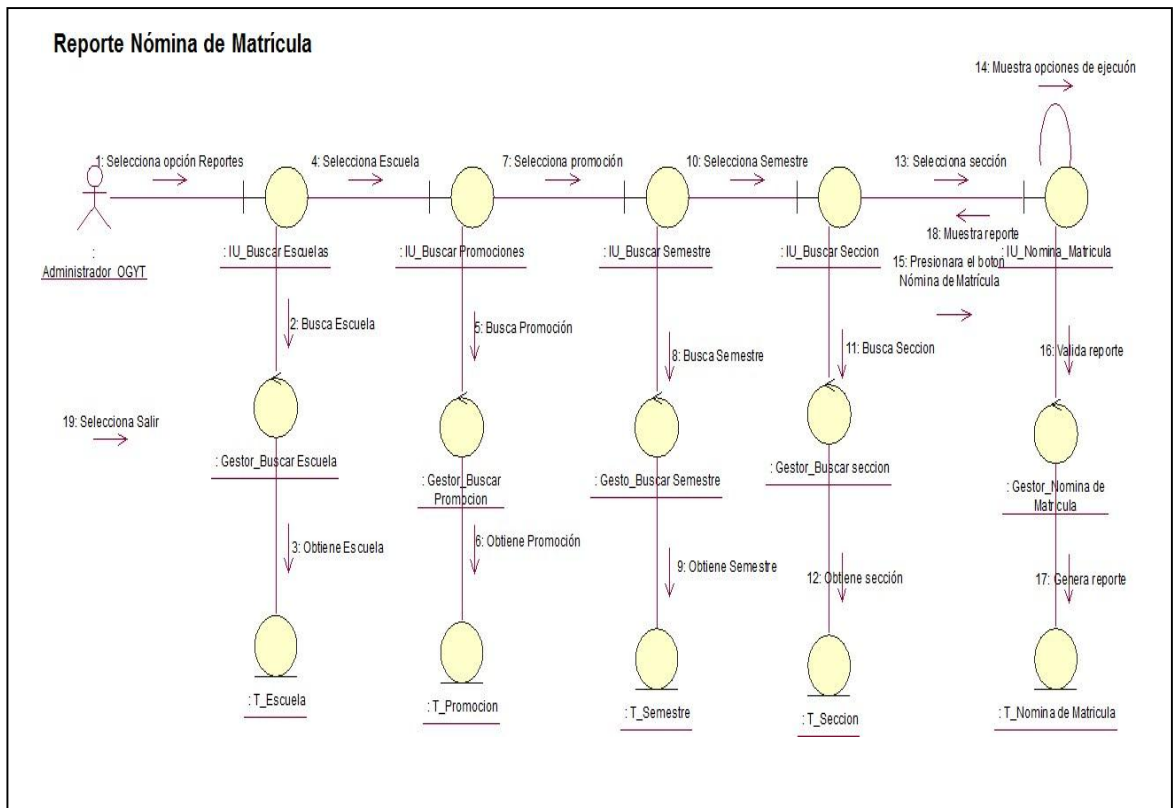 Reporte Nómina de Matrícula
14: Muestra opciones de ejecuón
1: Selecciona opción Reportes
4: Selecciona Escuela
7: Selecciona promoción
10: Selecciona Semestre
13: Selecciona sección
18: Muestra reporte
:
Administrador OGYT
: IU_Buscar Escuelas
: IU_Buscar Promociones
: IU_Buscar Semestre
: IU_Buscar Seccion
: IU_Nomina_Matricula
15: Presionara el boton
Nómina de Matrícula
2: Busca Escuela
5: Busca Promoción
8: Busca Semestre
11: Busca Seccion
16: Valida reporte
19: Selecciona Salir
: Gestor_Buscar Escuela
: Gestor_Buscar
Promocion
: Gesto_Buscar Semestre
: Gestor_Buscar seccion
: Gestor_Nomina de
Matricula
3: Obtiene Escuela
6: Obtiene Promoción
9: Obtiene Semestre
12: Obtiene sección
17: Genera reporte
: T_Escuela
: T_Promocion
: T_Semestre
: T_Seccion
: T_Nomina de Matricula